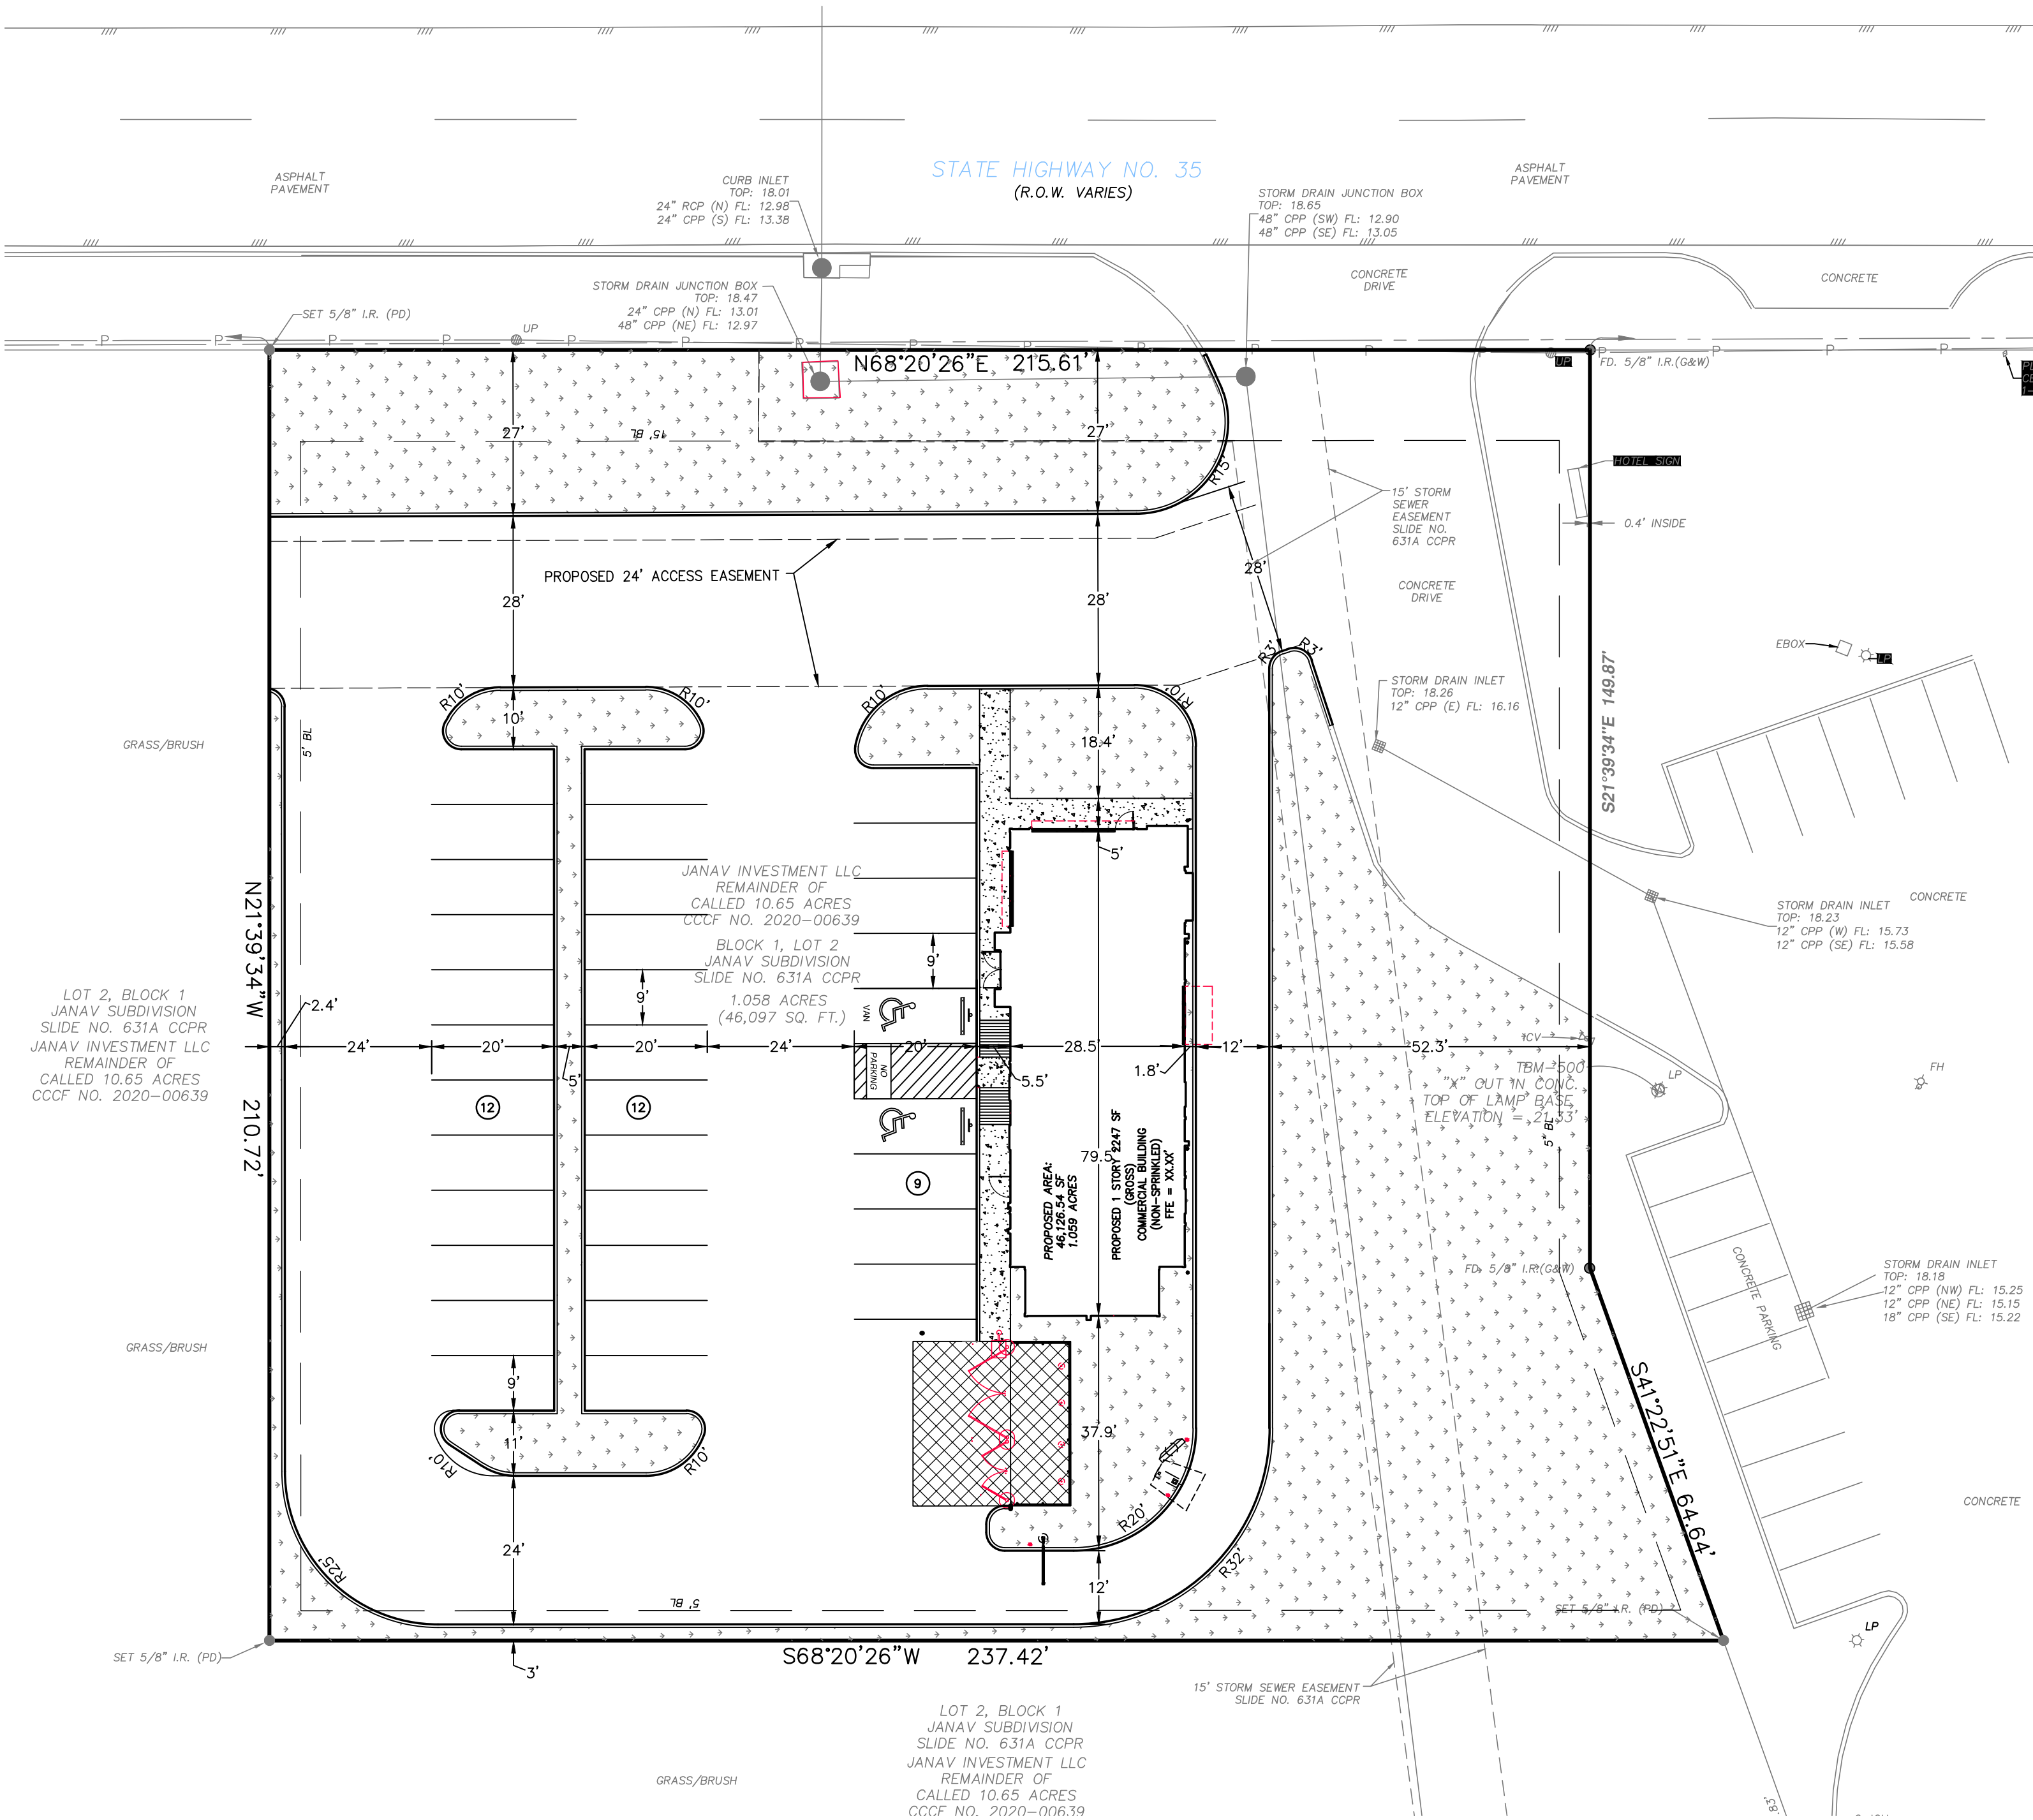 ASPHALT
PAVEMENT
CURB INLET
TOP: 18.01
24" RCP (N) FL: 12.98
24" CPP (S) FL: 13.38
STATE HIGHWAY NO. 35
(R.O.W. VARIES)
STORM DRAIN JUNCTION BOX
TOP: 18.65
48" CPP (SW) FL: 12.90
48" CPP (SE) FL: 13.05
ASPHALT
PAVEMENT
STORM DRAIN JUNCTION BOX
TOP: 18.47
24" CPP (N) FL: 13.01
48" CPP (NE) FL: 12.97
CONCRETE
DRIVE
CONCRETE
SET 5/8" I.R. (PD)
UP
P P P P P P P P P P P P P P P P P
N68°20'26"E 215.61'
UP
FD. 5/8" I.R.(G&W)
27'
15' BL
27'
R15'
HOTEL SIGN
0.4' INSIDE
15' STORM
SEWER
EASEMENT
SLIDE NO.
631A CCPR
PROPOSED 24' ACCESS EASEMENT
28'
28'
28'
CONCRETE
DRIVE
R3'
R3'
EBOX
LP
STORM DRAIN INLET
TOP: 18.26
12" CPP (E) FL: 16.16
S21°39'34"E 149.87'
R10'
R10'
R10'
R10'
10'
18.4'
GRASS/BRUSH
5' BL
5'
JANAV INVESTMENT LLC
REMAINDER OF
CALLED 10.65 ACRES
CCCF NO. 2020-00639
BLOCK 1, LOT 2
JANAV SUBDIVISION
SLIDE NO. 631A CCPR
1.058 ACRES
(46,097 SQ. FT.)
9'
9'
STORM DRAIN INLET
TOP: 18.23
12" CPP (W) FL: 15.73
12" CPP (SE) FL: 15.58
CONCRETE
N21°39'34"W 210.72'
LOT 2, BLOCK 1
JANAV SUBDIVISION
SLIDE NO. 631A CCPR
JANAV INVESTMENT LLC
REMAINDER OF
CALLED 10.65 ACRES
CCCF NO. 2020-00639
2.4'
VAN
24'
20'
5'
20'
24'
20'
5.5'
28.5'
1.8'
12'
52.3'
NO
PARKING
ICV
TBM-500
"X" CUT IN CONC.
TOP OF LAMP BASE
ELEVATION = 21.33'
LP
FH
5' BL
12
12
9
79.5
PROPOSED AREA:
46,126.54 SF
1.059 ACRES
PROPOSED 1 STORY 2247 SF
(GROSS)
COMMERCIAL BUILDING
(NON-SPRINKLED)
FFE = XX.XX'
FD. 5/8" I.R.(G&W)
CONCRETE PARKING
STORM DRAIN INLET
TOP: 18.18
12" CPP (NW) FL: 15.25
12" CPP (NE) FL: 15.15
18" CPP (SE) FL: 15.22
GRASS/BRUSH
9'
11'
R10'
R10'
37.9'
S41°22'51"E 64.64'
CONCRETE
24'
R25'
R20'
R32'
12'
5' BL
SET 5/8" I.R. (PD)
LP
SET 5/8" I.R. (PD)
3'
S68°20'26"W 237.42'
15' STORM SEWER EASEMENT
SLIDE NO. 631A CCPR
LOT 2, BLOCK 1
JANAV SUBDIVISION
SLIDE NO. 631A CCPR
JANAV INVESTMENT LLC
REMAINDER OF
CALLED 10.65 ACRES
CCCF NO. 2020-00639
GRASS/BRUSH